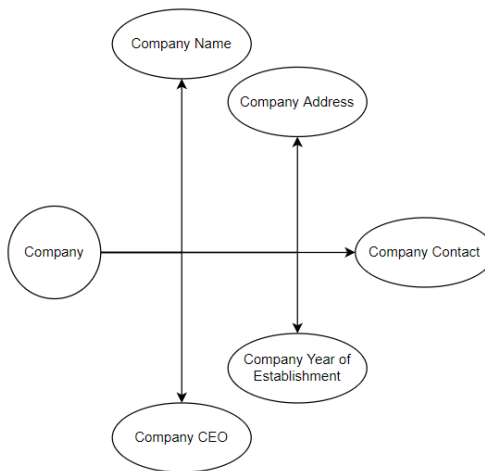 Company Name
Company Address
Company
Company Contact
Company Year of
Establishment
Company CEO